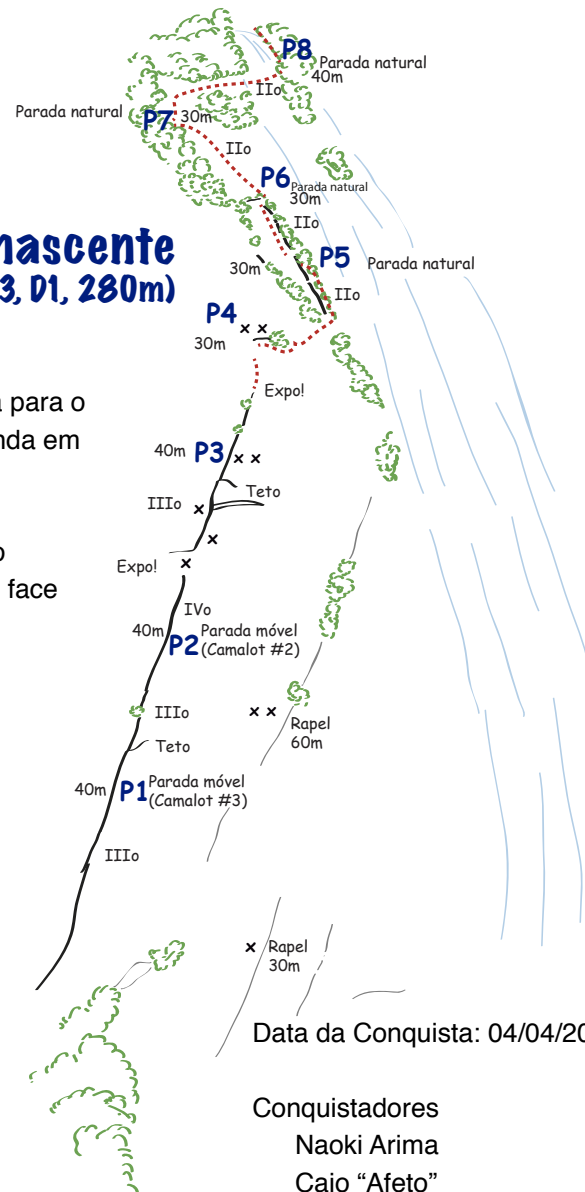 P8
Parada natural
40m
IIo
Parada natural
P7
30m
IIo
P6
Parada natural
30m
IIo
nascente
P5
Parada natural
30m
3, D1, 280m)
IIo
P4
30m
Expo!
para o
nda em
40m
P3
Teto
IIIo
o
Expo!
face
IVo
40m
P2
Parada móvel
(Camalot #2)
IIIo
Rapel
60m
Teto
40m
P1
Parada móvel
(Camalot #3)
IIIo
Rapel
30m
Data da Conquista: 04/04/20
Conquistadores
Naoki Arima
Caio “Afeto”